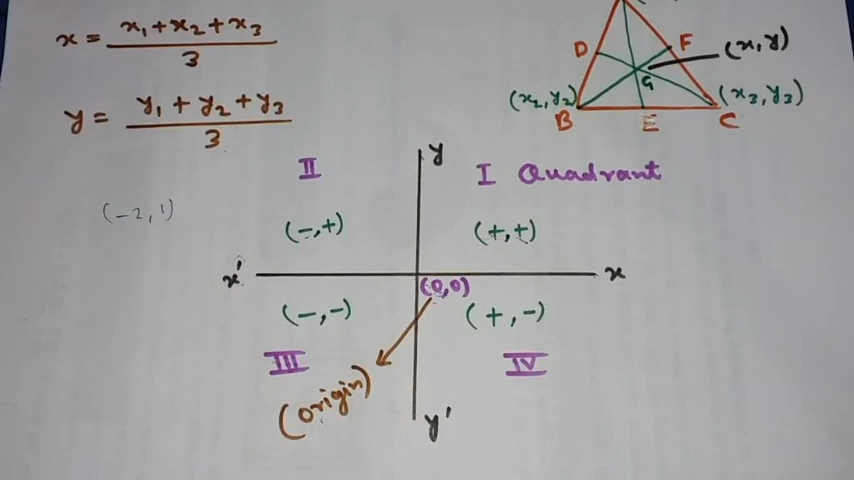 x = x₁+x₂+x₃ / 3
y = y₁ + y₂ + y₃ / 3
D
F
(x,y)
G
(x₂,y₂)
(x₃,y₃)
B
E
C
y
II
I Quadrant
(-2,1)
(-,+)
(+,+)
x'
x
(0,0)
(-,-)
(+,-)
III
IV
(origin)
y'